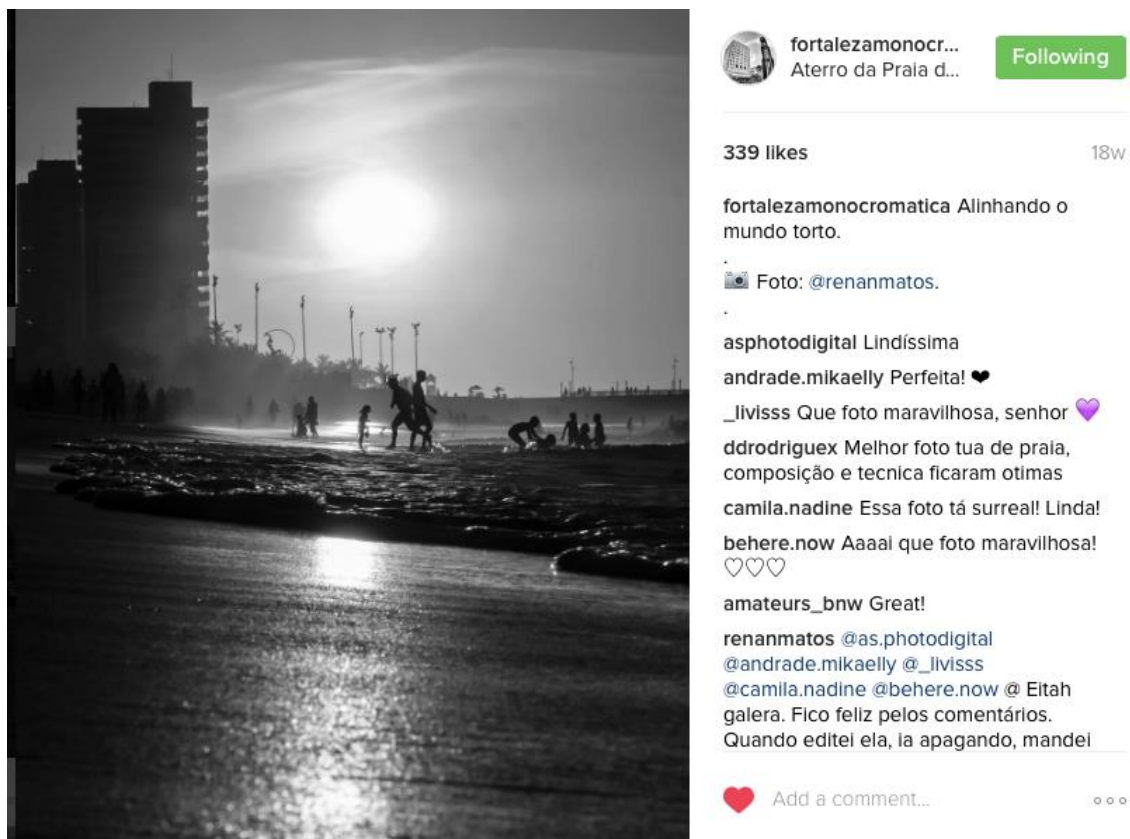 fortalezamonocr...
Aterro da Praia d...
Following
339 likes
18w
fortalezamonocromatica Alinhando o
mundo torto.
.
📷 Foto: @renanmatos.
.
asphotodigital Lindíssima
andrade.mikaelly Perfeita! ❤
_livisss Que foto maravilhosa, senhor 💜
ddrodriguex Melhor foto tua de praia,
composição e tecnica ficaram otimas
camila.nadine Essa foto tá surreal! Linda!
behere.now Aaaai que foto maravilhosa!
♡♡♡
amateurs_bnw Great!
renanmatos @as.photodigital
@andrade.mikaelly @_livisss
@camila.nadine @behere.now @ Eitah
galera. Fico feliz pelos comentários.
Quando editei ela, ia apagando, mandei
Add a comment...